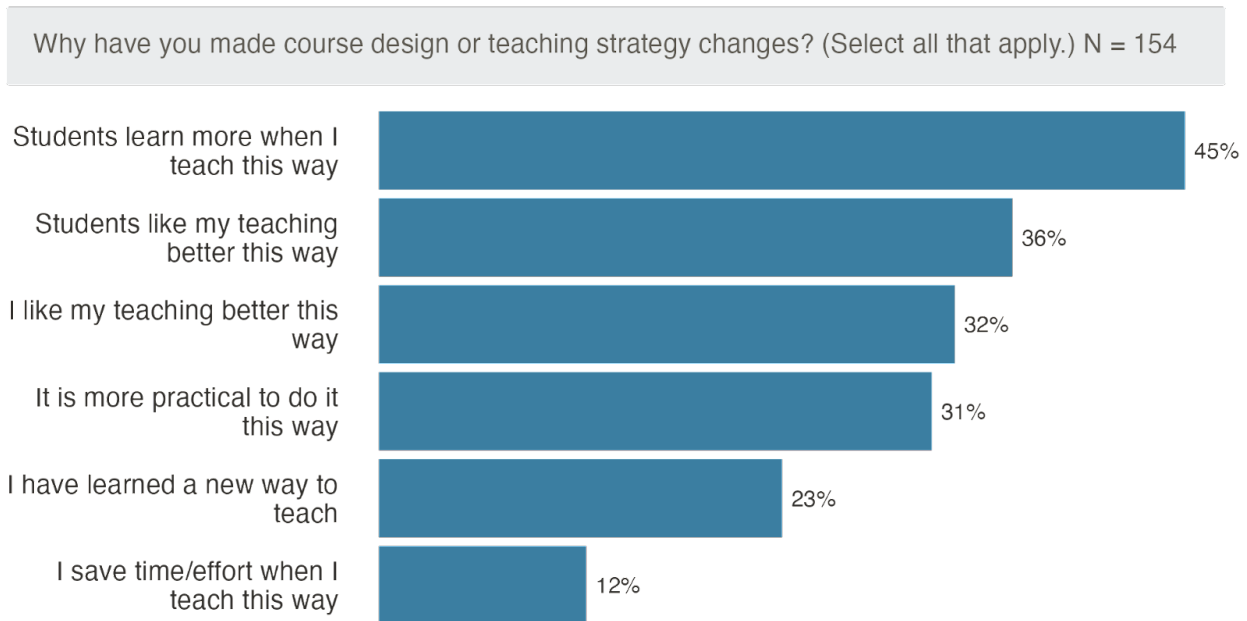 Why have you made course design or teaching strategy changes? (Select all that apply.) N = 154
Students learn more when I
teach this way
45%
Students like my teaching
better this way
36%
I like my teaching better this
way
32%
It is more practical to do it
this way
31%
I have learned a new way to
teach
23%
I save time/effort when I
teach this way
12%